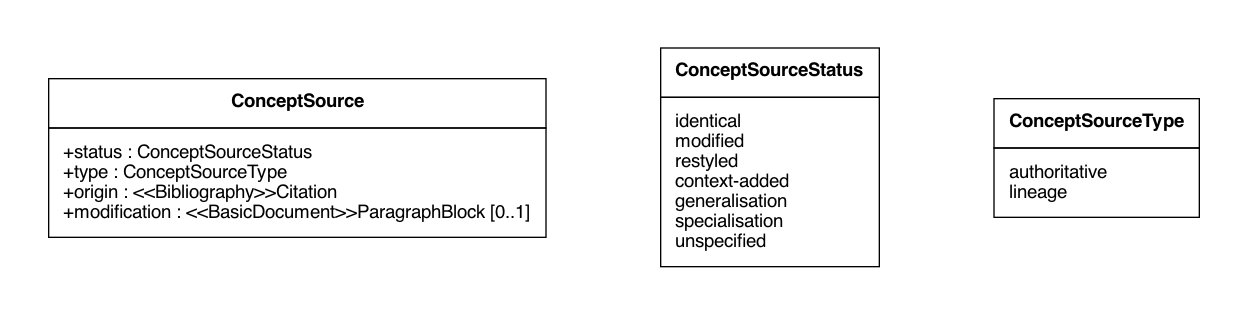 ConceptSource
+status : ConceptSourceStatus
+type : ConceptSourceType
+origin : <<Bibliography>>Citation
+modification : <<BasicDocument>>ParagraphBlock [0..1]
ConceptSourceStatus
identical
modified
restyled
context-added
generalisation
specialisation
unspecified
ConceptSourceType
authoritative
lineage